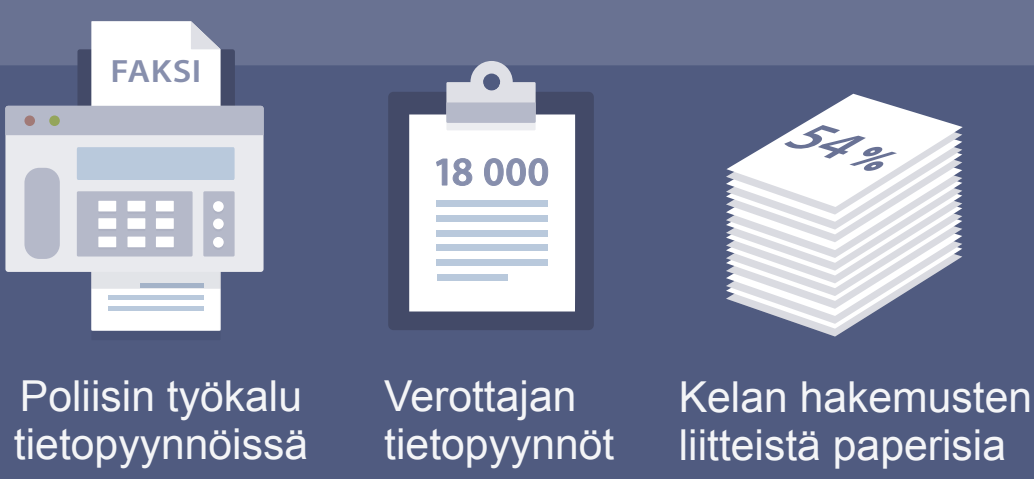 FAKSI
18 000
54%
Poliisin työkalu
tietopyynnöissä
Verottajan
tietopyynnöt
Kelan hakemusten
liitteistä paperisia